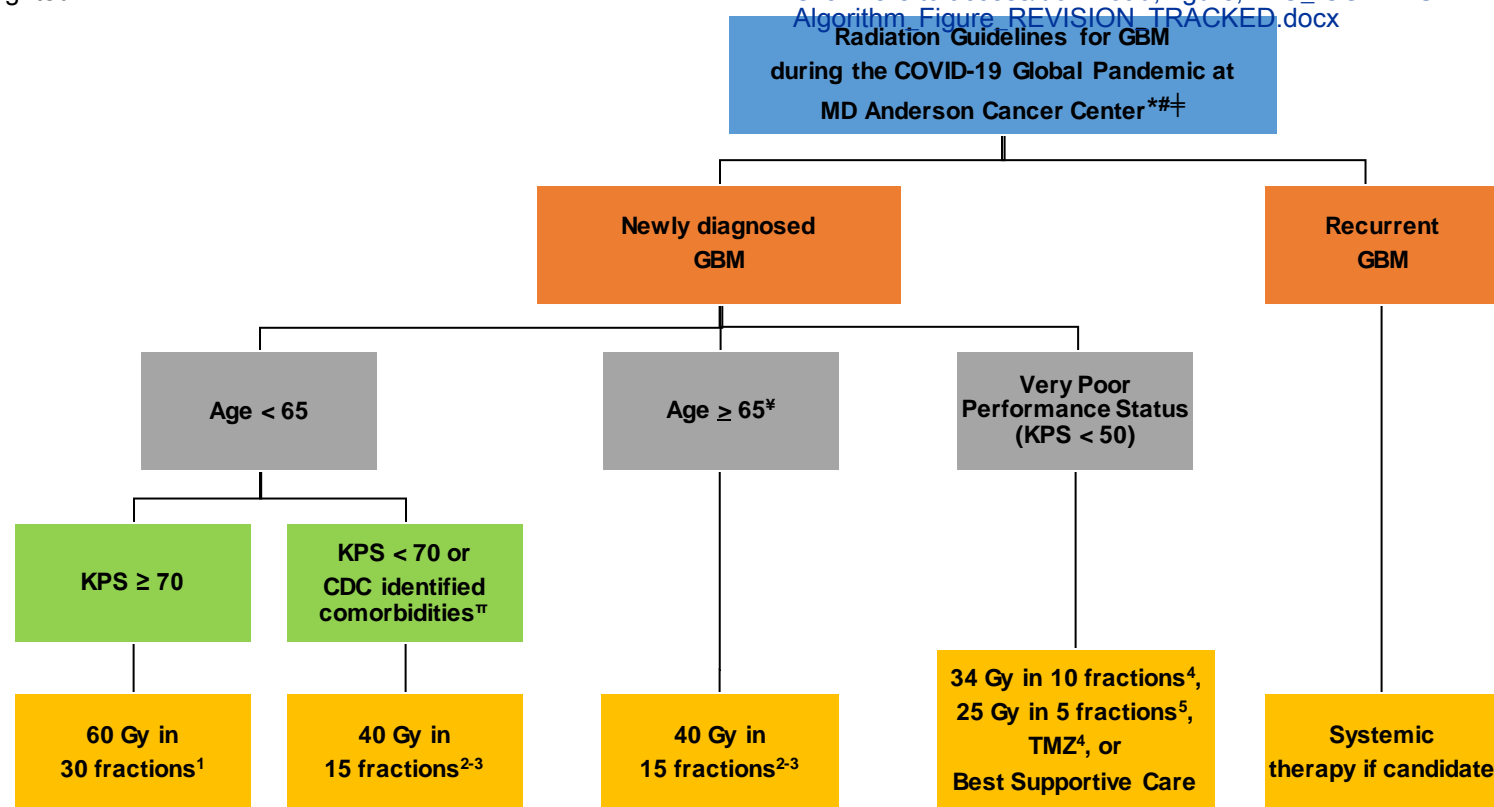 Algorithm_Figure_REVISION_TRACKED.docx
Radiation Guidelines for GBM
during the COVID-19 Global Pandemic at
MD Anderson Cancer Center*#‡
Newly diagnosed
GBM
Recurrent
GBM
Age < 65
Age ≥ 65¥
Very Poor
Performance Status
(KPS < 50)
KPS ≥ 70
KPS < 70 or
CDC identified
comorbiditiesπ
60 Gy in
30 fractions1
40 Gy in
15 fractions2-3
40 Gy in
15 fractions2-3
34 Gy in 10 fractions4,
25 Gy in 5 fractions5,
TMZ4, or
Best Supportive Care
Systemic
therapy if candidate